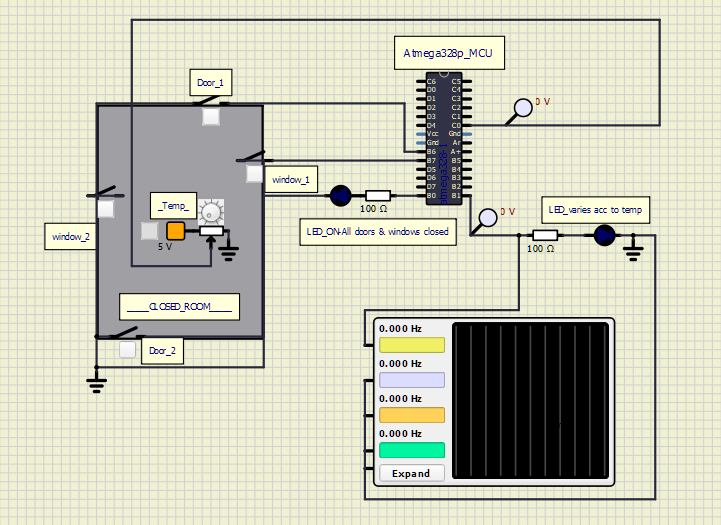 Atmega328p_MCU
Door_1
C6 C5
D0 C4
D1 C3
D2 C2
D3 C1
D4 C0
Vcc Gnd
Gnd Ar
B6 A+
B7 B5
D5 B4
D6 B3
D7 B2
B0 B1
0 V
window_1
_Temp_
5 V
window_2
100 Ω
LED_ON-All doors & windows closed
0 V
LED_varies acc to temp
100 Ω
____CLOSED_ROOM____
Door_2
0.000 Hz
0.000 Hz
0.000 Hz
0.000 Hz
Expand